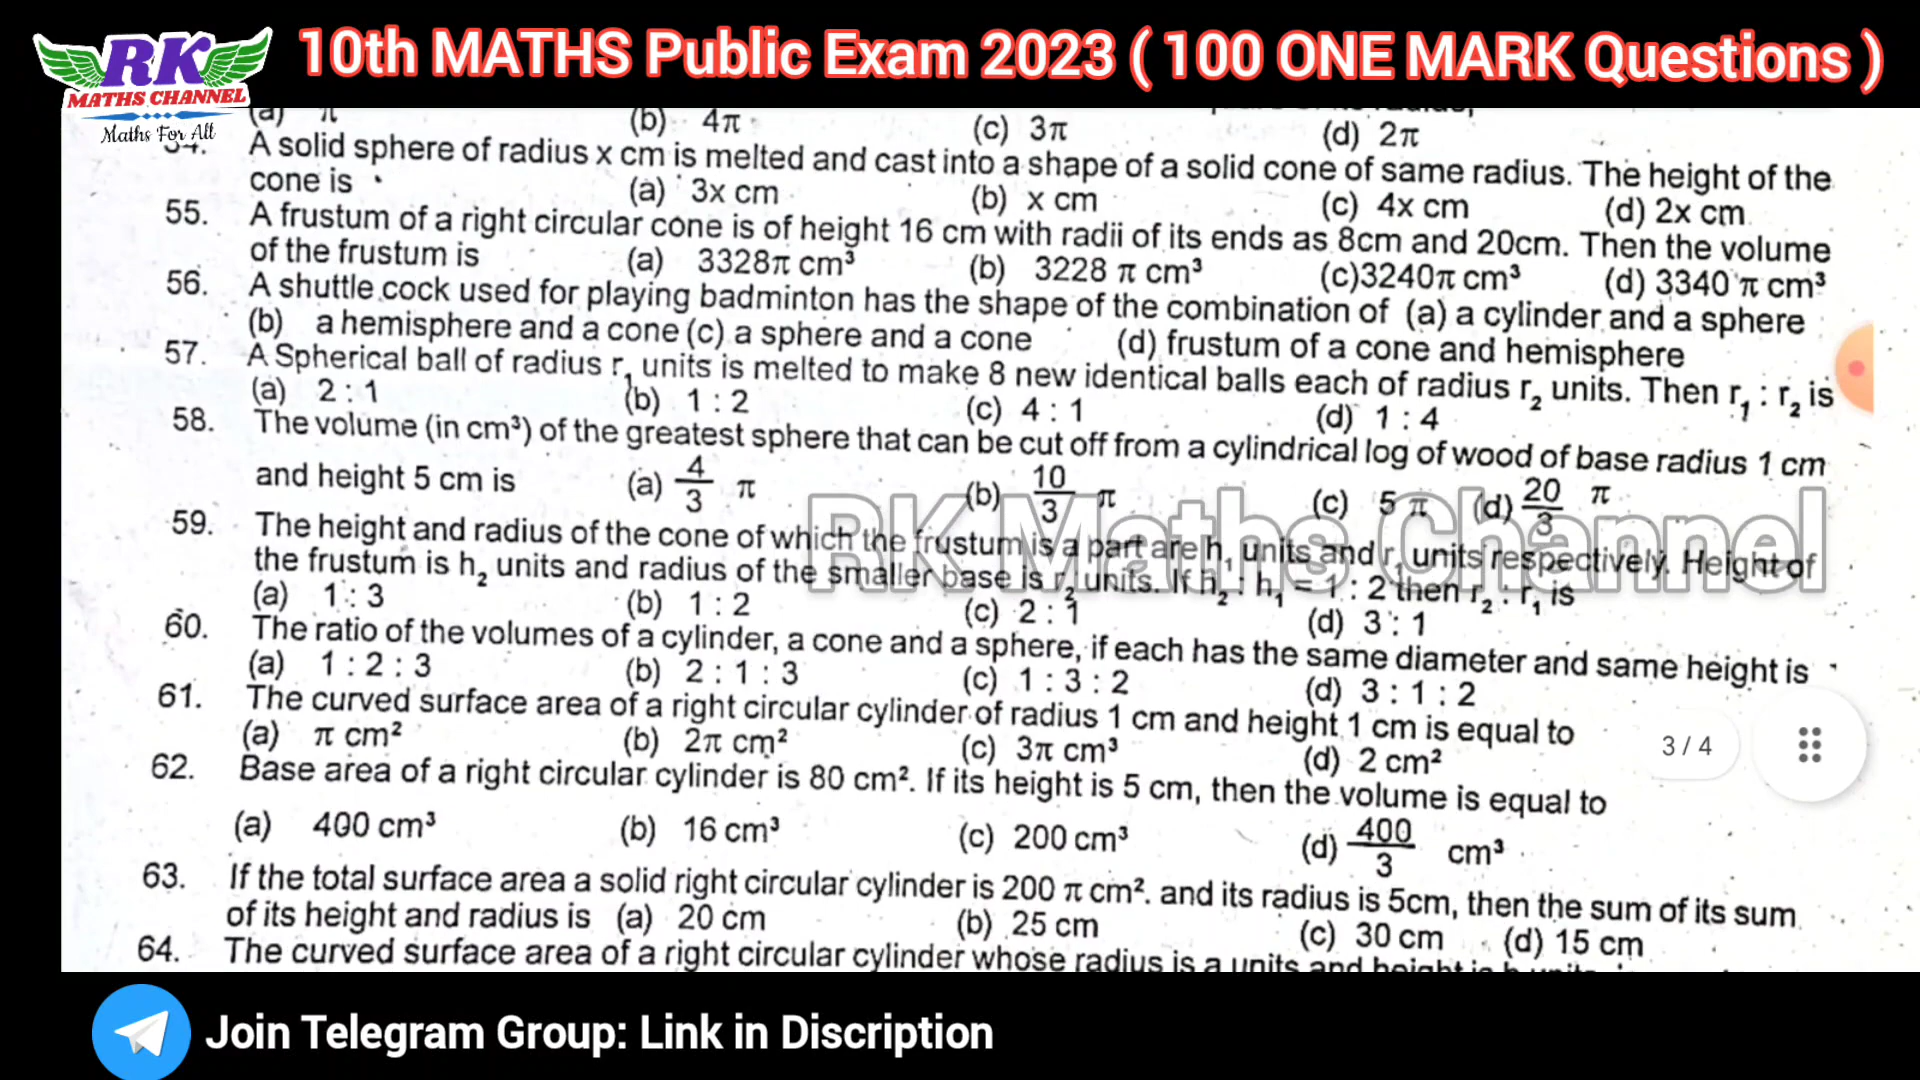 RK
MATHS CHANNEL
Maths For All
10th MATHS Public Exam 2023 ( 100 ONE MARK Questions )
(a) π (b) 4π (c) 3π (d) 2π
54. A solid sphere of radius x cm is melted and cast into a shape of a solid cone of same radius. The height of the
cone is (a) 3x cm (b) x cm (c) 4x cm (d) 2x cm
55. A frustum of a right circular cone is of height 16 cm with radii of its ends as 8cm and 20cm. Then the volume
of the frustum is (a) 3328π cm³ (b) 3228 π cm³ (c)3240π cm³ (d) 3340 π cm³
56. A shuttle cock used for playing badminton has the shape of the combination of (a) a cylinder and a sphere
(b) a hemisphere and a cone (c) a sphere and a cone (d) frustum of a cone and hemisphere
57. A Spherical ball of radius r₁ units is melted to make 8 new identical balls each of radius r₂ units. Then r₁ : r₂ is
(a) 2 : 1 (b) 1 : 2 (c) 4 : 1 (d) 1 : 4
58. The volume (in cm³) of the greatest sphere that can be cut off from a cylindrical log of wood of base radius 1 cm
and height 5 cm is (a) 4/3 π (b) 10/3 π (c) 5 π (d) 20/3 π
RK Maths Channel
59. The height and radius of the cone of which the frustum is a part are h₁ units and r₁ units respectively. Height of
the frustum is h₂ units and radius of the smaller base is r₂ units. If h₂ : h₁ = 1 : 2 then r₂ : r₁ is
(a) 1 : 3 (b) 1 : 2 (c) 2 : 1 (d) 3 : 1
60. The ratio of the volumes of a cylinder, a cone and a sphere, if each has the same diameter and same height is
(a) 1 : 2 : 3 (b) 2 : 1 : 3 (c) 1 : 3 : 2 (d) 3 : 1 : 2
61. The curved surface area of a right circular cylinder of radius 1 cm and height 1 cm is equal to
(a) π cm² (b) 2π cm² (c) 3π cm³ (d) 2 cm²
3 / 4
62. Base area of a right circular cylinder is 80 cm². If its height is 5 cm, then the volume is equal to
(a) 400 cm³ (b) 16 cm³ (c) 200 cm³ (d) 400/3 cm³
63. If the total surface area a solid right circular cylinder is 200 π cm². and its radius is 5cm, then the sum of its sum
of its height and radius is (a) 20 cm (b) 25 cm (c) 30 cm (d) 15 cm
64. The curved surface area of a right circular cylinder whose radius is a units and height is b units
Join Telegram Group: Link in Discription